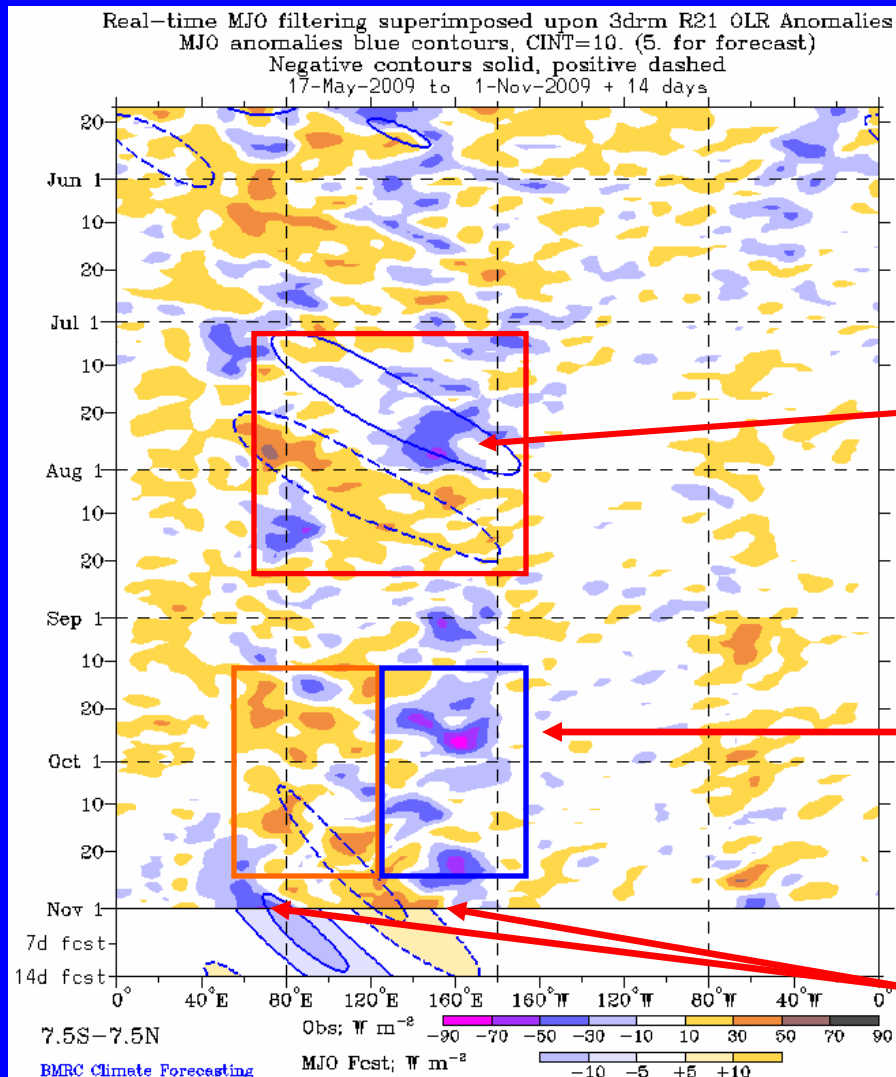 Real-time MJO filtering superimposed upon 3drm R21 OLR Anomalies
MJO anomalies blue contours, CINT=10. (5. for forecast)
Negative contours solid, positive dashed
17-May-2009 to 1-Nov-2009 + 14 days
20
Jun 1
10
20
Jul 1
10
20
Aug 1
10
20
Sep 1
10
20
Oct 1
10
20
Nov 1
7d fcst
14d fcst
0° 40°E 80°E 120°E 160°E 160°W 120°W 80°W 40°W 0°
7.5S-7.5N
Obs; W m⁻²
-90 -70 -50 -30 -10 10 30 50 70 90
MJO Fcst; W m⁻²
-10 -5 +5 +10
BMRC Climate Forecasting